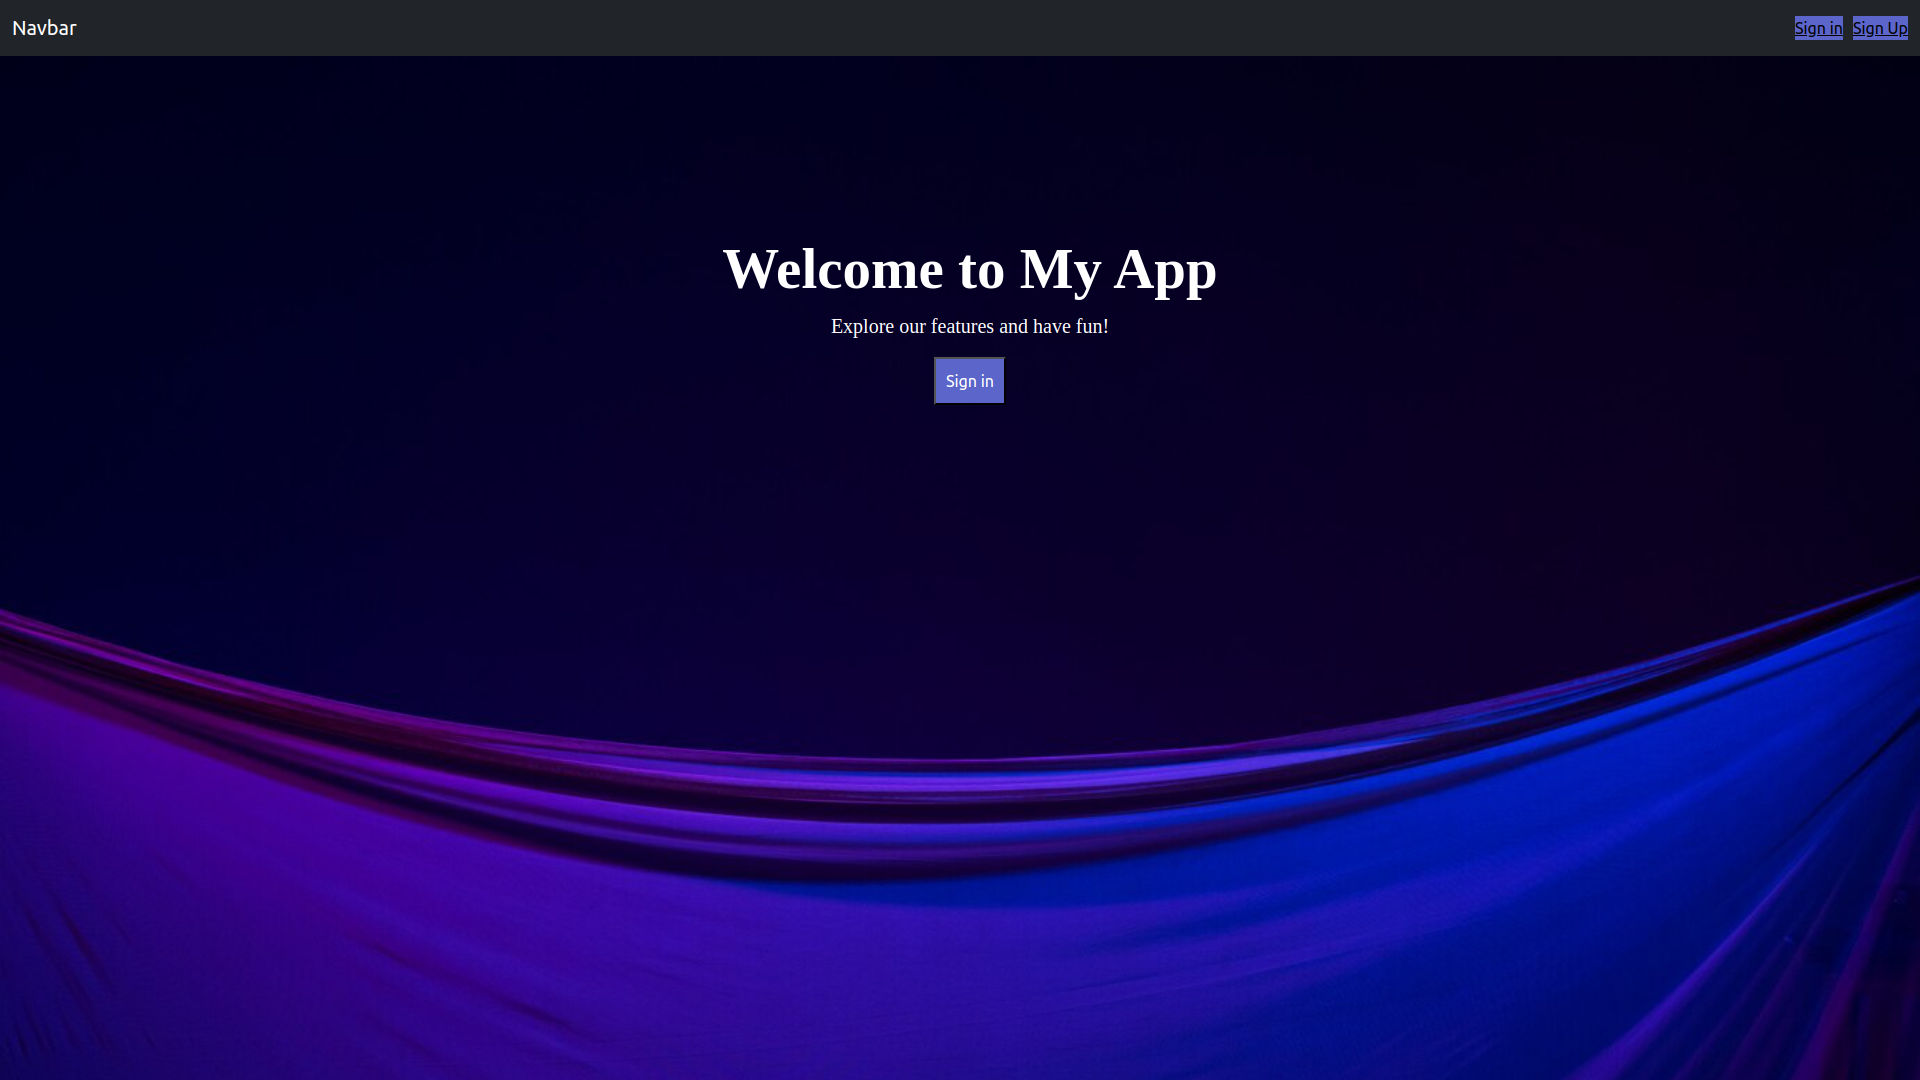 Navbar
Sign in
Sign Up
Welcome to My App
Explore our features and have fun!
Sign in